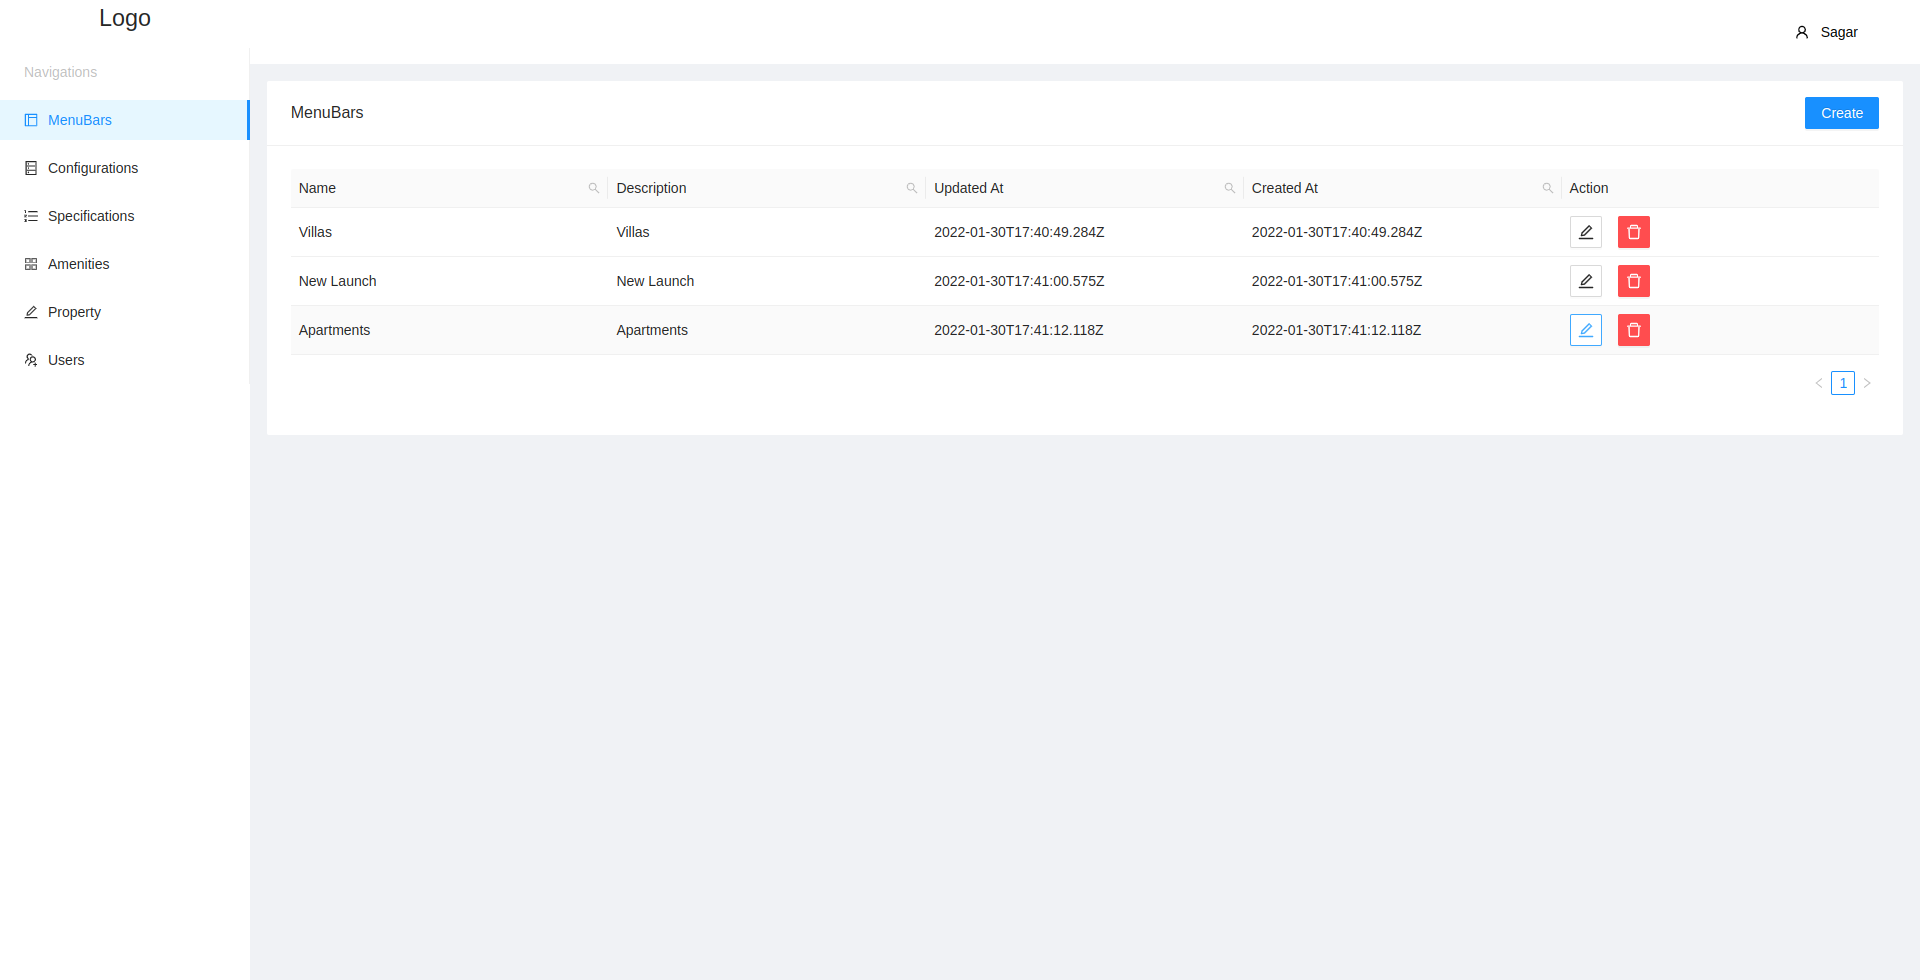 Logo
Sagar
Navigations
MenuBars
Configurations
Specifications
Amenities
Property
Users
MenuBars
Create
Name Description Updated At Created At Action
Villas Villas 2022-01-30T17:40:49.284Z 2022-01-30T17:40:49.284Z
New Launch New Launch 2022-01-30T17:41:00.575Z 2022-01-30T17:41:00.575Z
Apartments Apartments 2022-01-30T17:41:12.118Z 2022-01-30T17:41:12.118Z
1